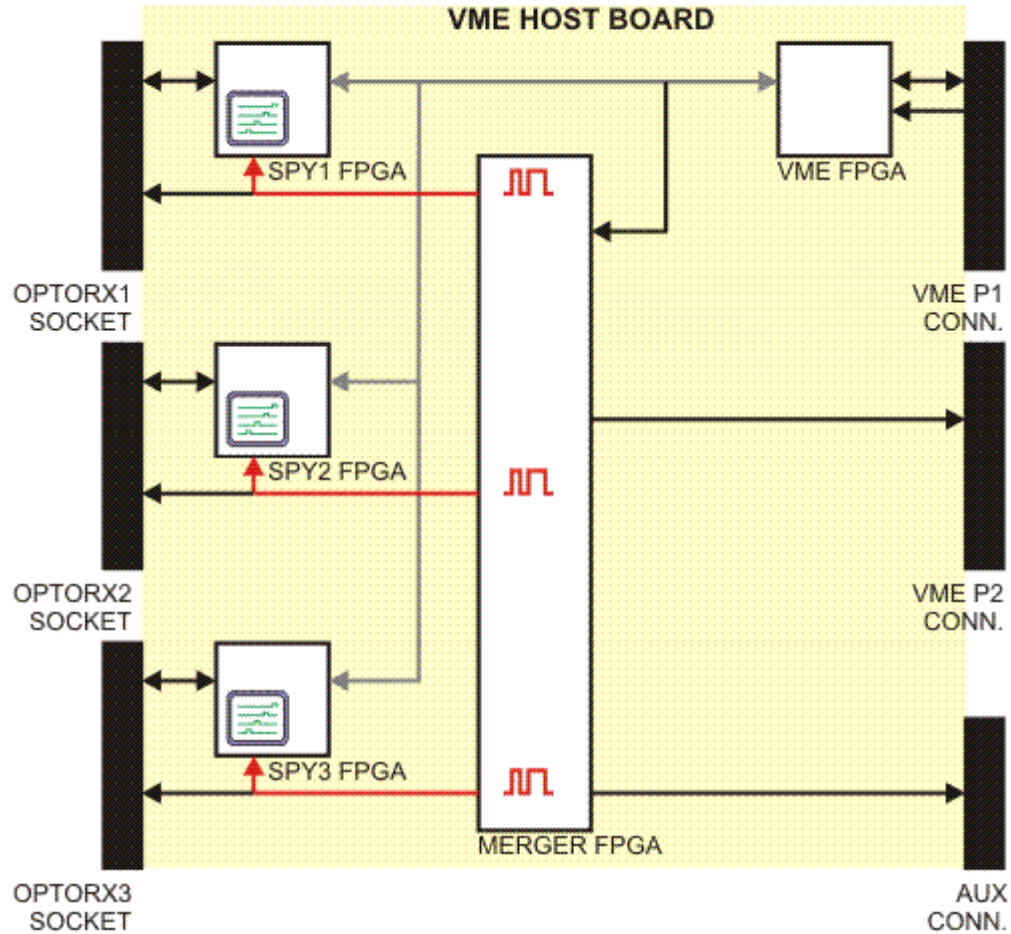 VME HOST BOARD
SPY1 FPGA
VME FPGA
OPTORX1
SOCKET
VME P1
CONN.
SPY2 FPGA
OPTORX2
SOCKET
VME P2
CONN.
SPY3 FPGA
MERGER FPGA
OPTORX3
SOCKET
AUX
CONN.